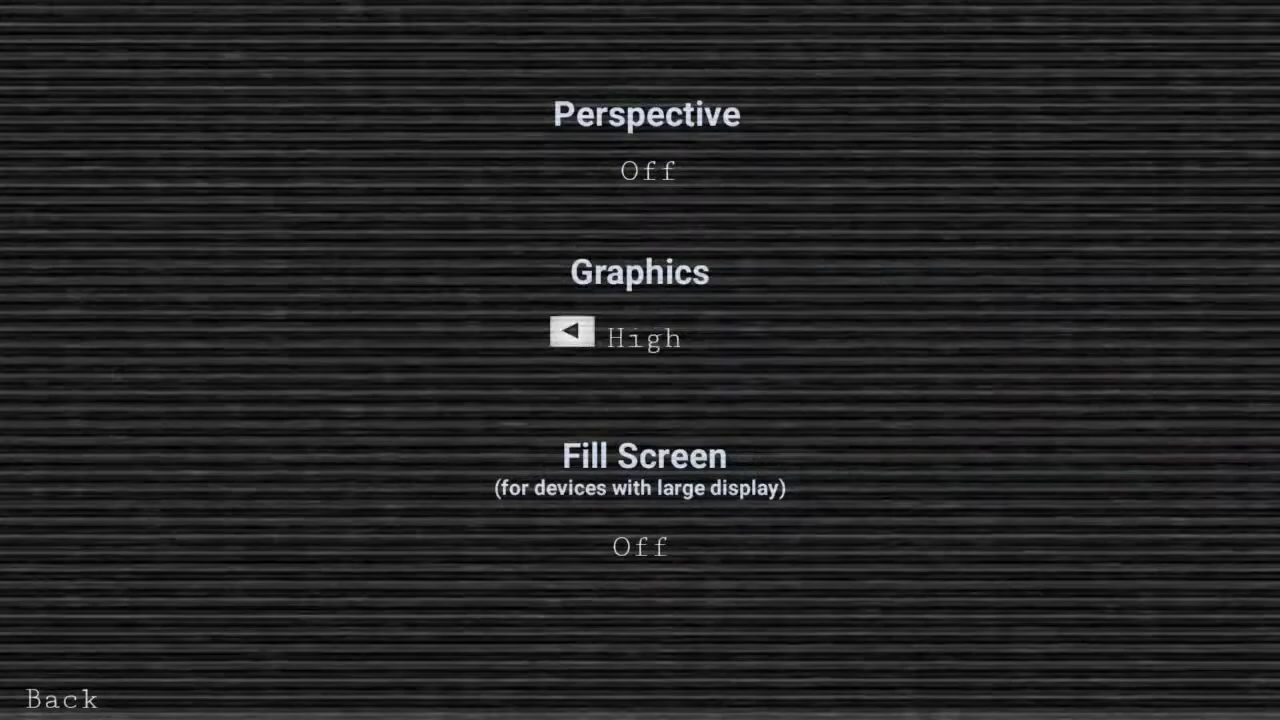 Perspective
Off
Graphics
High
Fill Screen
(for devices with large display)
Off
Back